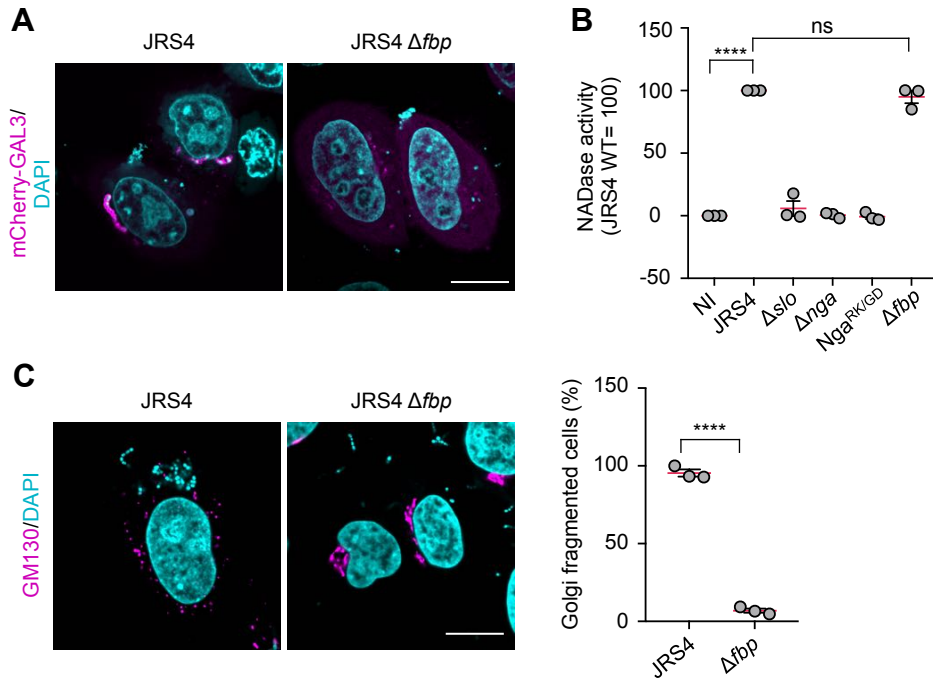 A
JRS4
JRS4 Δfbp
mCherry-GAL3/
DAPI
B
NADase activity
(JRS4 WT= 100)
150
100
50
0
-50
****
ns
NI
JRS4
Δslo
Δnga
NgaRK/GD
Δfbp
C
JRS4
JRS4 Δfbp
GM130/DAPI
Golgi fragmented cells (%)
150
100
50
0
****
JRS4
Δfbp